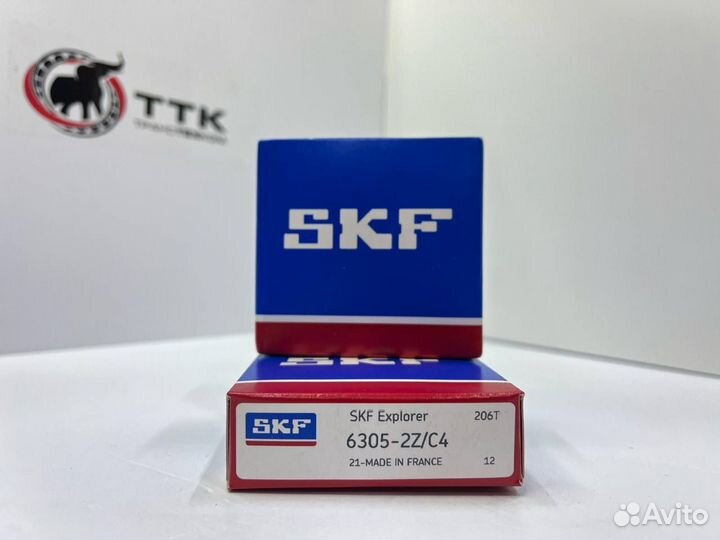 TTK
SKF
SKF
SKF
SKF Explorer 206T
6305-2Z/C4
21-MADE IN FRANCE 12
Avito